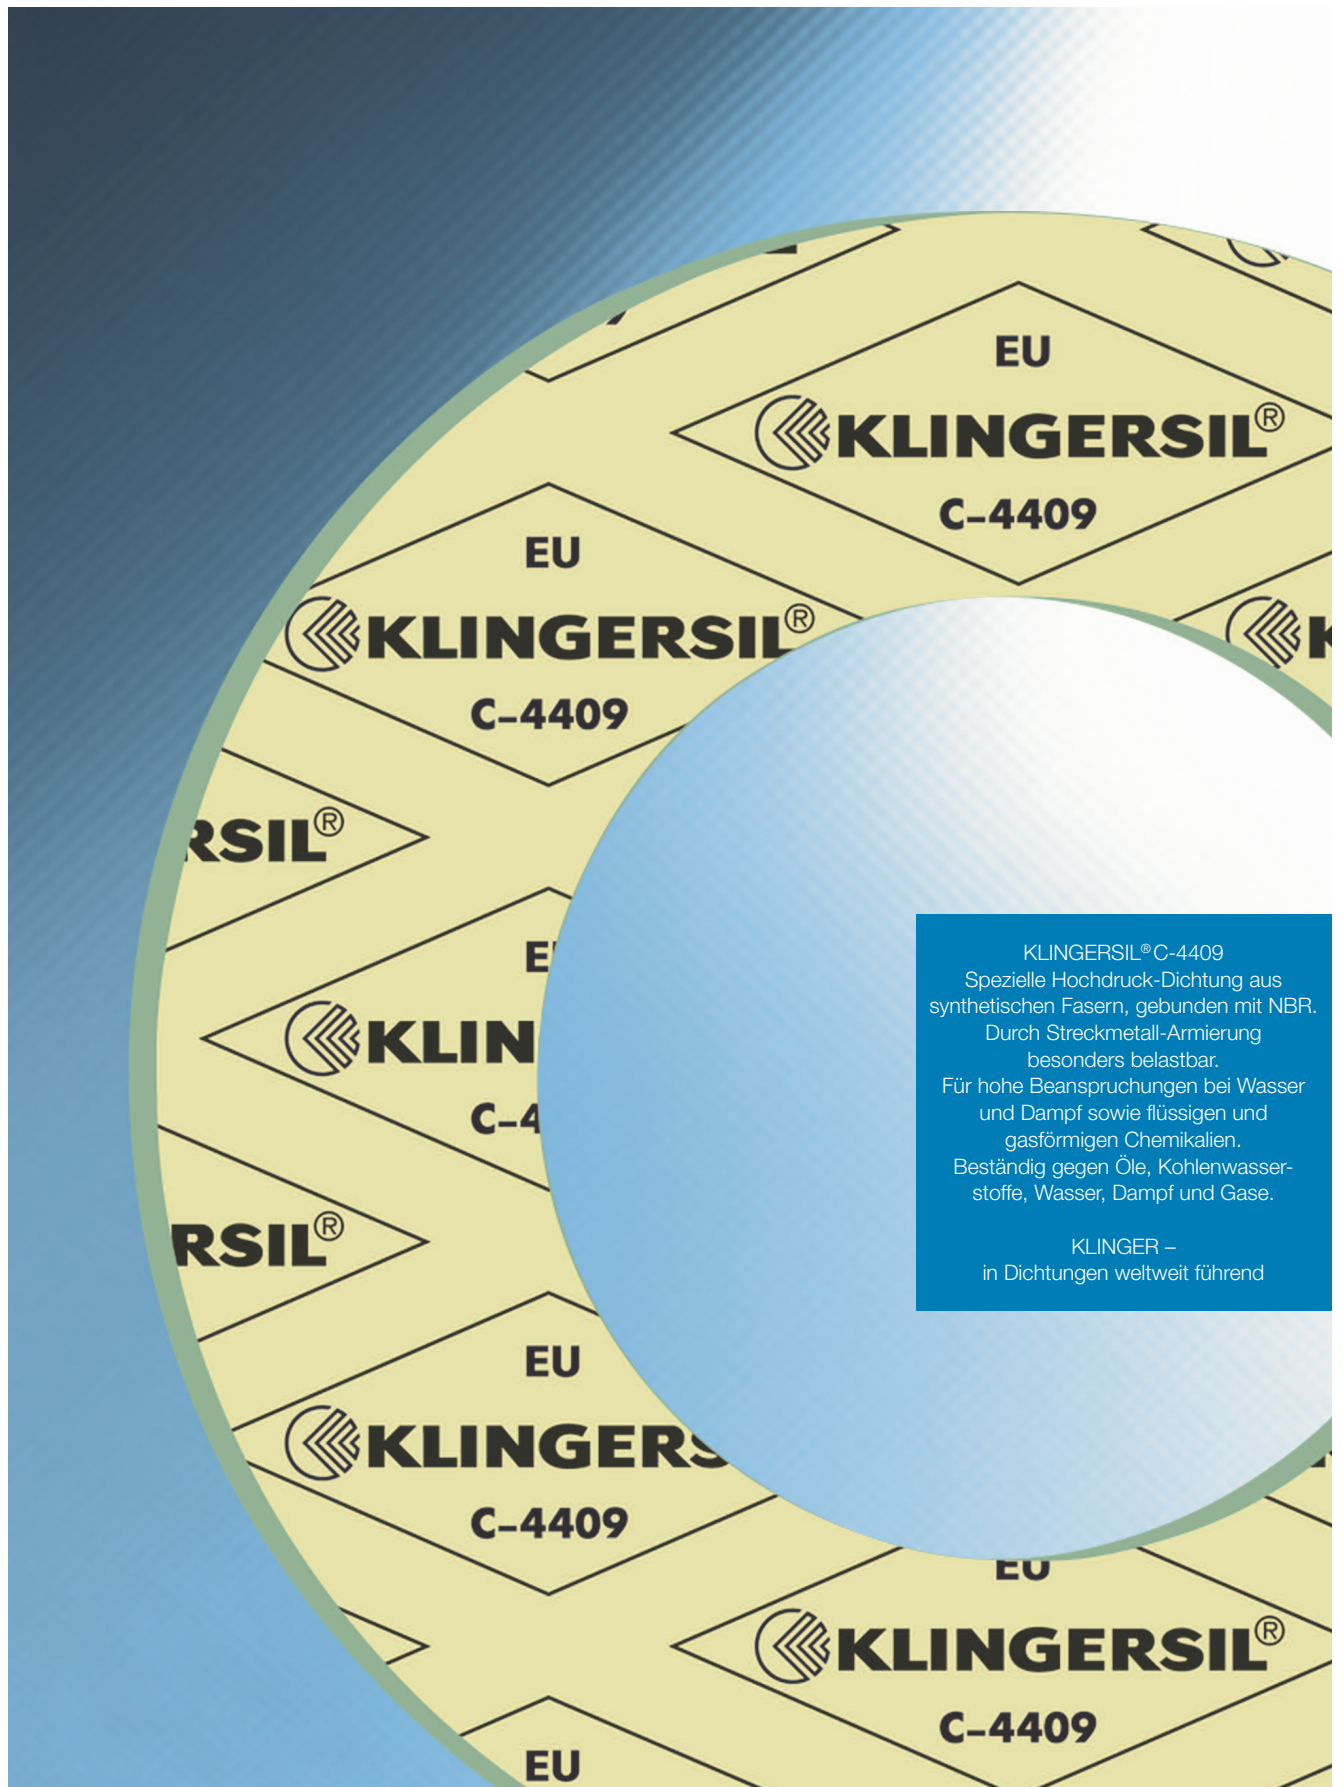 EU
KLINGERSIL®
C-4409
EU
KLINGERSIL®
C-4409
RSIL®
KLIN
RSIL®
EU
KLINGERS
C-4409
EU
KLINGERSIL®
C-4409
EU
KLINGERSIL® C-4409
Spezielle Hochdruck-Dichtung aus
synthetischen Fasern, gebunden mit NBR.
Durch Streckmetall-Armierung
besonders belastbar.
Für hohe Beanspruchungen bei Wasser
und Dampf sowie flüssigen und
gasförmigen Chemikalien.
Beständig gegen Öle, Kohlenwasser-
stoffe, Wasser, Dampf und Gase.
KLINGER –
in Dichtungen weltweit führend